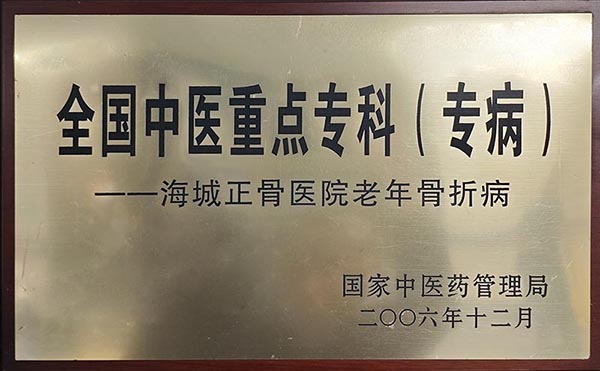 全国中医重点专科（专病）
——海城正骨医院老年骨折病
国家中医药管理局
二〇〇六年十二月